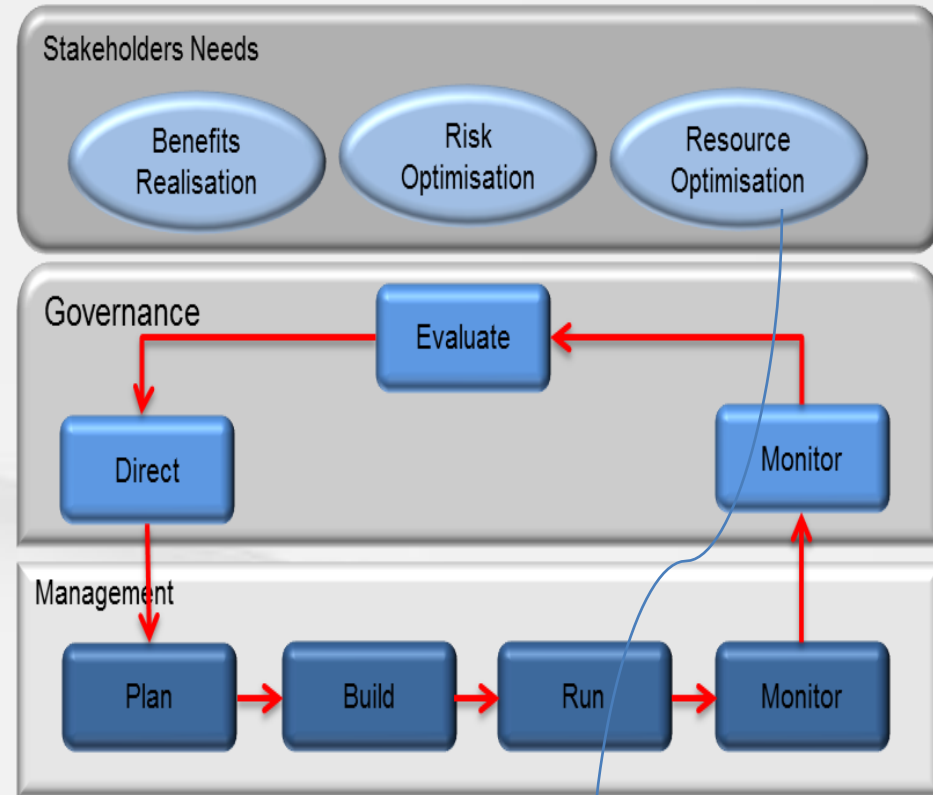 Stakeholders Needs
Benefits
Realisation
Risk
Optimisation
Resource
Optimisation
Governance
Evaluate
Direct
Monitor
Management
Plan
Build
Run
Monitor